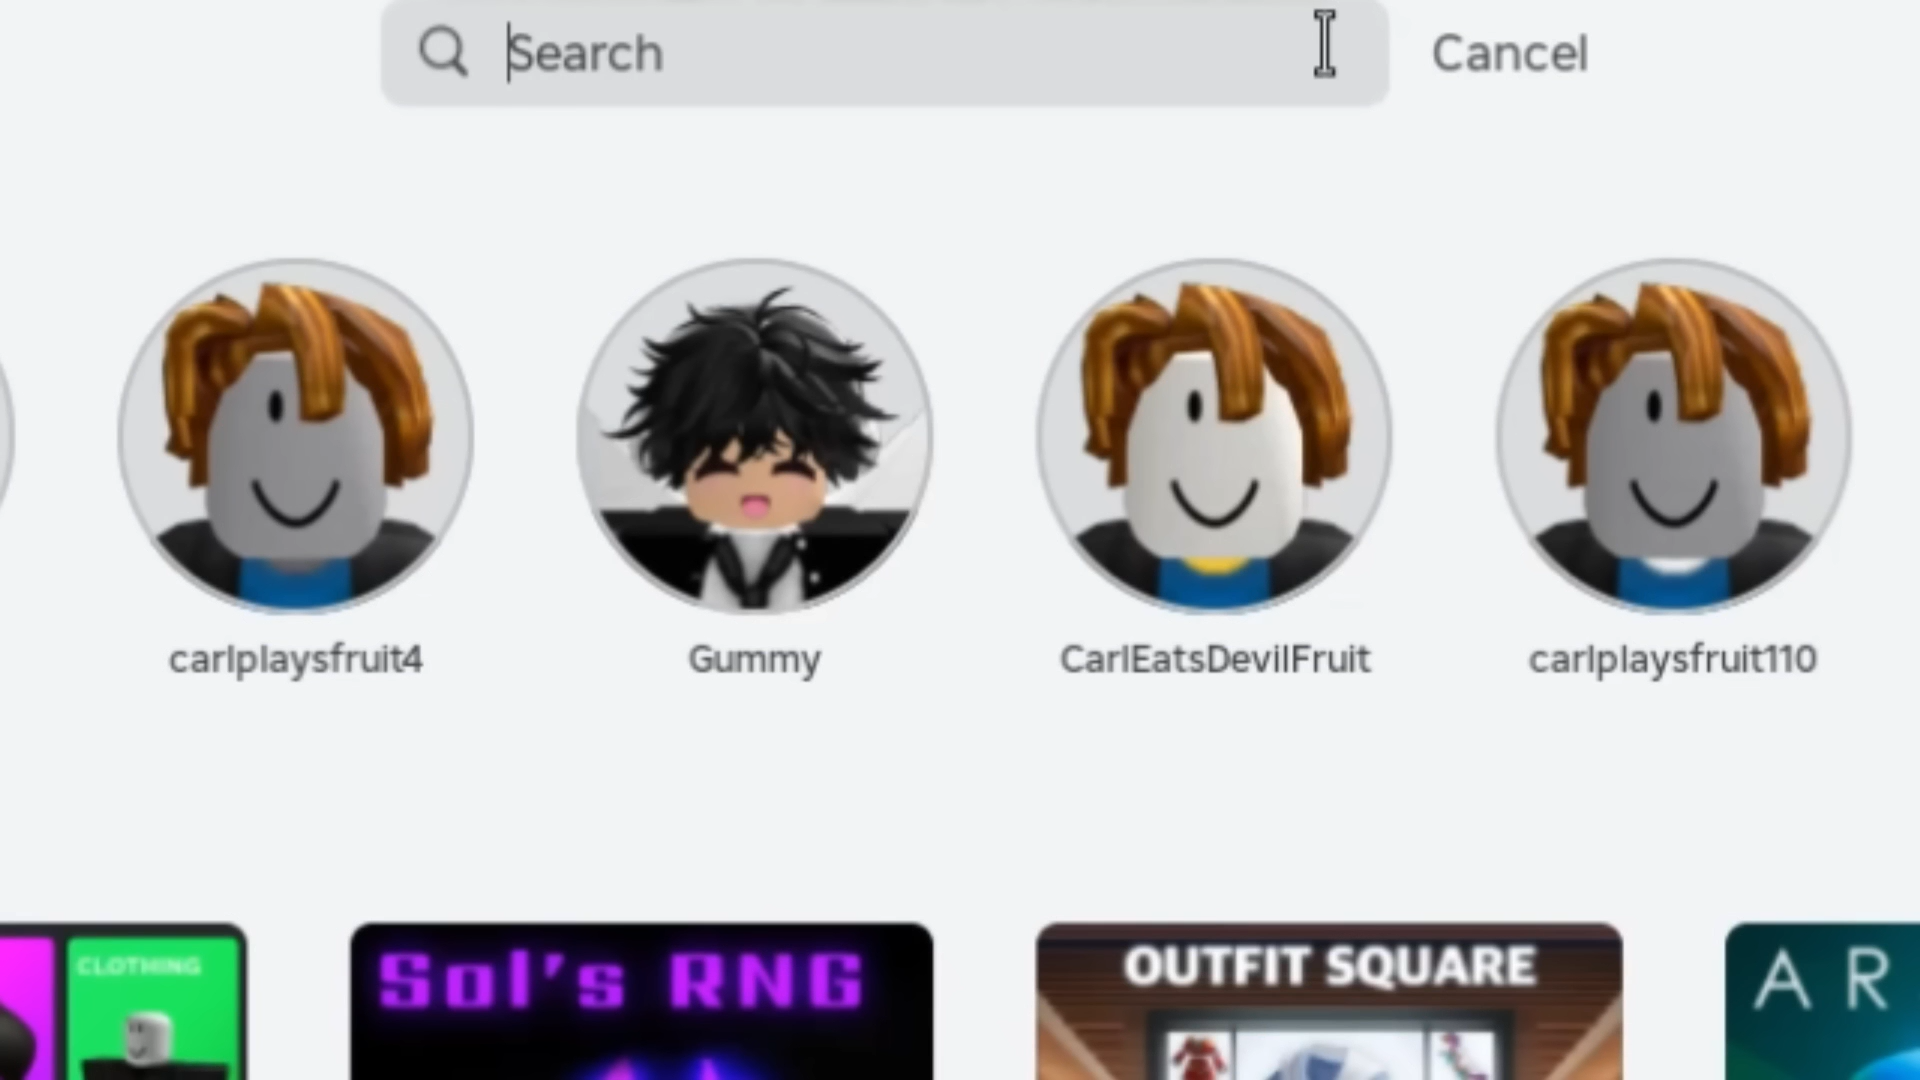 Search
Cancel
carlplaysfruit4
Gummy
CarlEatsDevilFruit
carlplaysfruit110
CLOTHING
Sol's RNG
OUTFIT SQUARE
AR